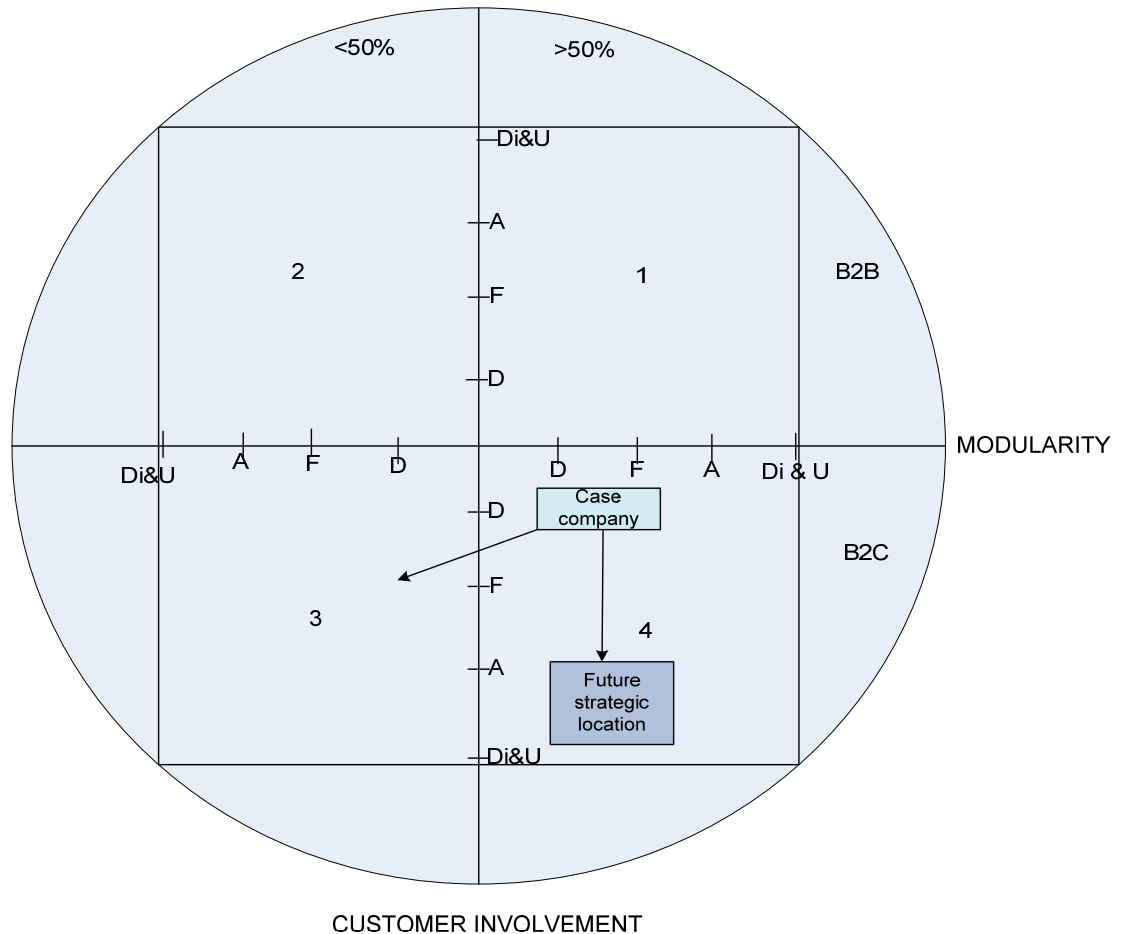 <50%
>50%
Di&U
A
2
1
B2B
F
D
MODULARITY
Di&U
A
F
D
D
F
A
Di & U
D
Case
company
B2C
F
3
4
A
Future
strategic
location
Di&U
CUSTOMER INVOLVEMENT